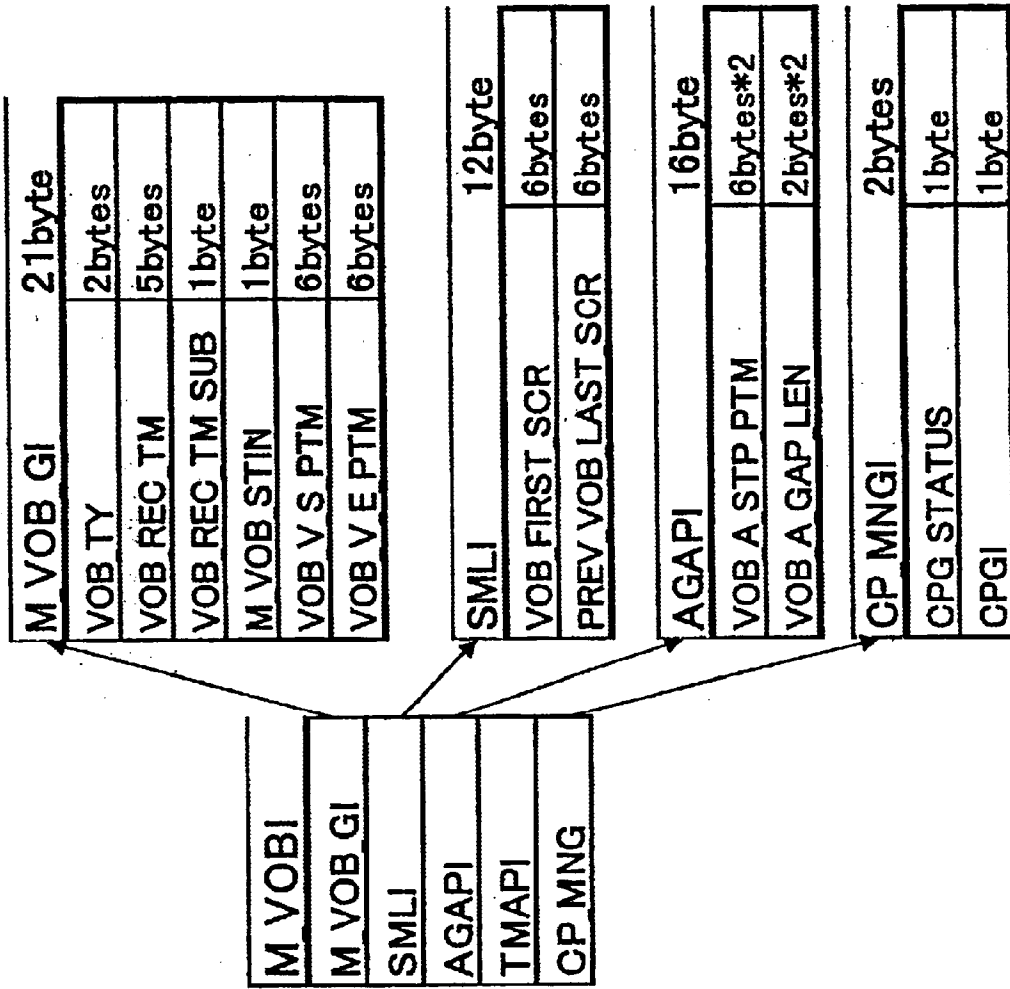 M VOBI
M VOB GI
SMLI
AGAPI
TMAPI
CP MNG
M VOB GI 21byte
VOB TY 2bytes
VOB REC TM 5bytes
VOB REC TM SUB 1byte
M VOB STIN 1byte
VOB V S PTM 6bytes
VOB V E PTM 6bytes
SMLI 12byte
VOB FIRST SCR 6bytes
PREV VOB LAST SCR 6bytes
AGAPI 16byte
VOB A STP PTM 6bytes*2
VOB A GAP LEN 2bytes*2
CP MNGI 2bytes
CPG STATUS 1byte
CPGI 1byte